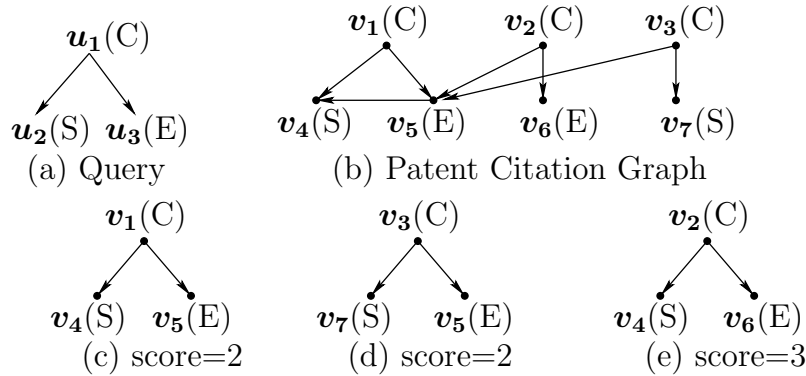 u1(C)
u2(S) u3(E)
(a) Query
v1(C) v2(C) v3(C)
v4(S) v5(E) v6(E) v7(S)
(b) Patent Citation Graph
v1(C)
v4(S) v5(E)
(c) score=2
v3(C)
v7(S) v5(E)
(d) score=2
v2(C)
v4(S) v6(E)
(e) score=3